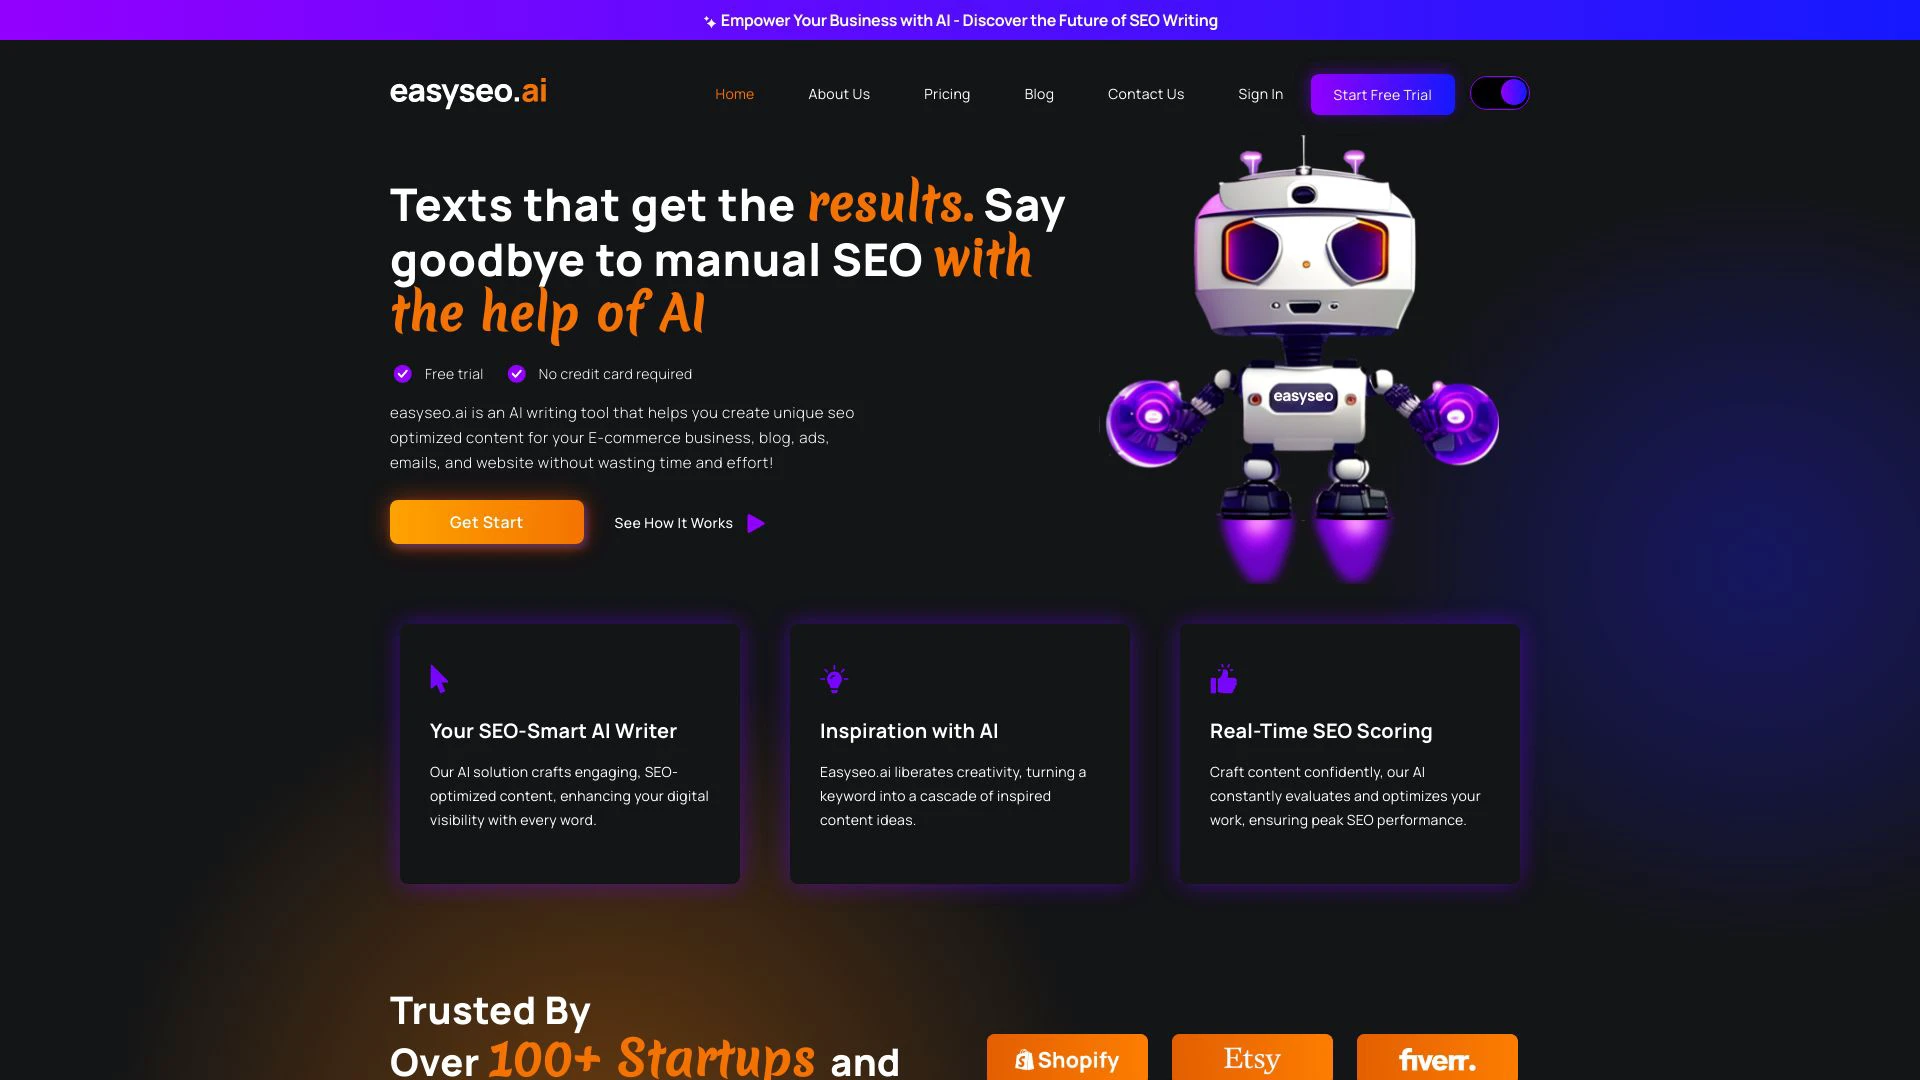 Empower Your Business with AI - Discover the Future of SEO Writing
easyseo.ai
Home
About Us
Pricing
Blog
Contact Us
Sign In
Start Free Trial
Texts that get the results. Say
goodbye to manual SEO with
the help of AI
Free trial
No credit card required
easyseo.ai is an AI writing tool that helps you create unique seo
optimized content for your E-commerce business, blog, ads,
emails, and website without wasting time and effort!
Get Start
See How It Works
easyseo
Your SEO-Smart AI Writer
Our AI solution crafts engaging, SEO-
optimized content, enhancing your digital
visibility with every word.
Inspiration with AI
Easyseo.ai liberates creativity, turning a
keyword into a cascade of inspired
content ideas.
Real-Time SEO Scoring
Craft content confidently, our AI
constantly evaluates and optimizes your
work, ensuring peak SEO performance.
Trusted By
Over 100+ Startups and
Shopify
Etsy
fiverr.